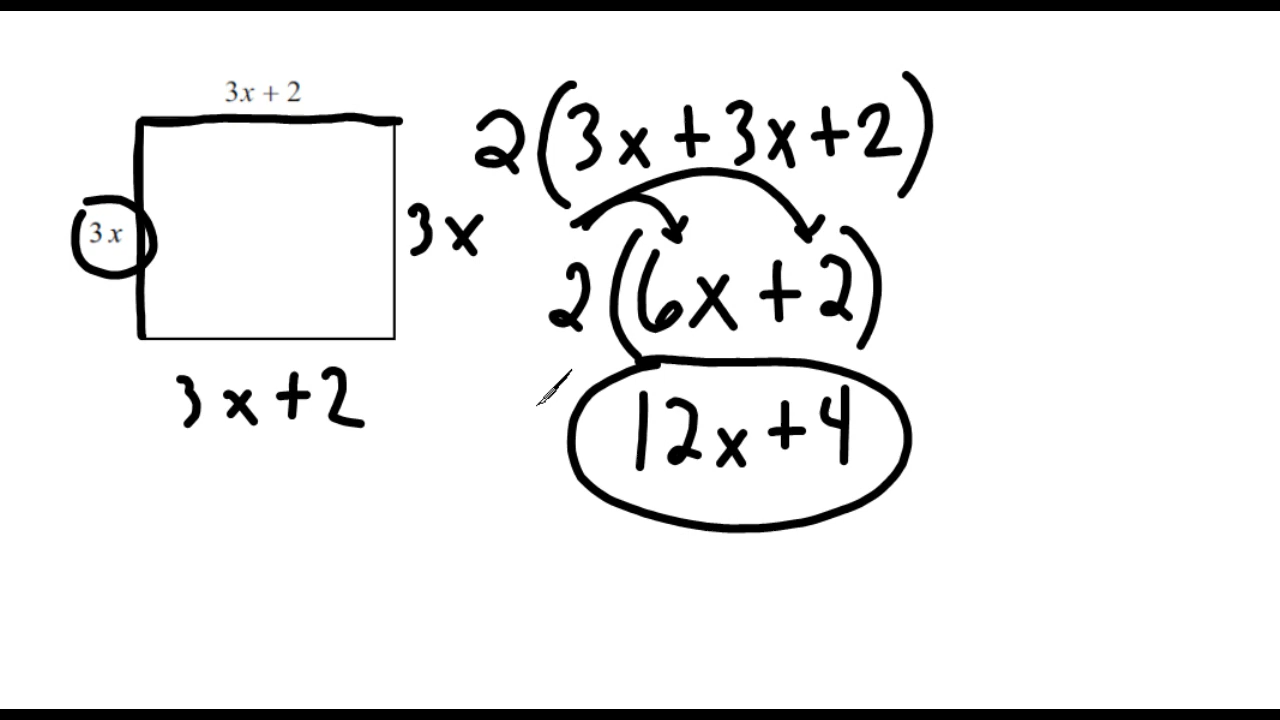 3x + 2
2(3x+3x+2)
3x
3x
2(6x+2)
3x+2
12x+4